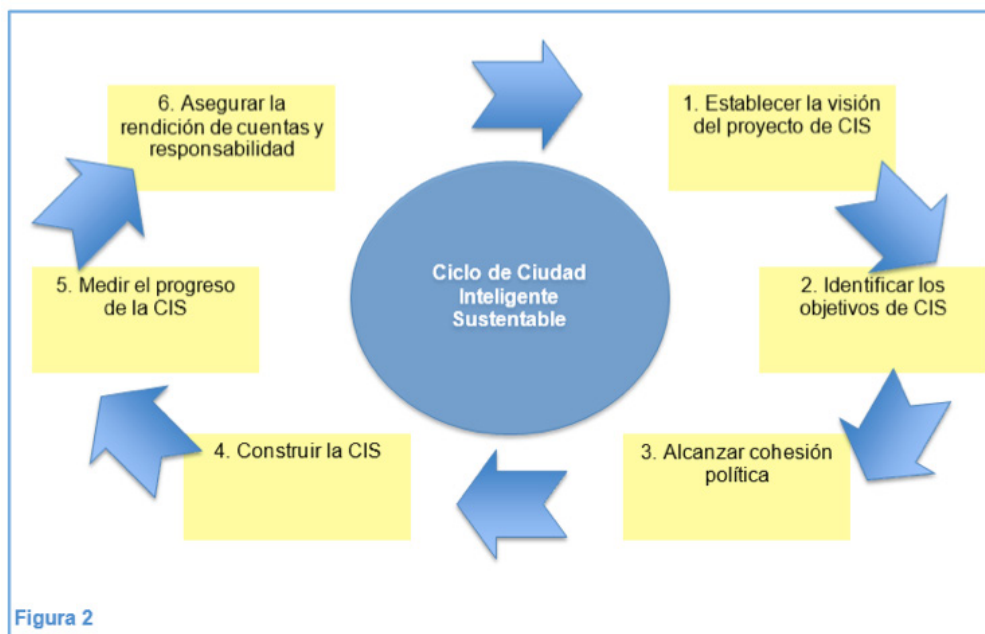 6. Asegurar la
rendición de cuentas y
responsabilidad
1. Establecer la visión
del proyecto de CIS
Ciclo de Ciudad
Inteligente
Sustentable
5. Medir el progreso
de la CIS
2. Identificar los
objetivos de CIS
4. Construir la CIS
3. Alcanzar cohesión
política
Figura 2